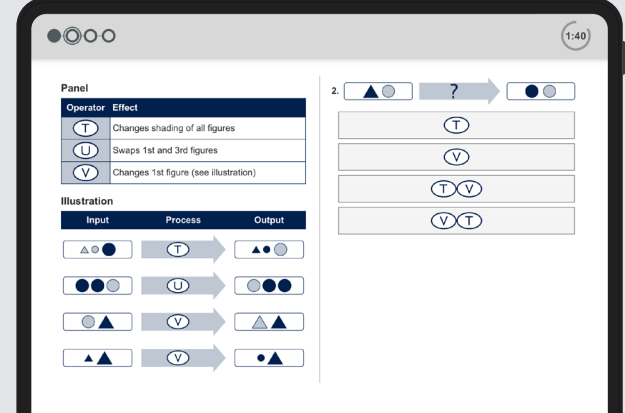 1:40
Panel
Operator Effect
T Changes shading of all figures
U Swaps 1st and 3rd figures
V Changes 1st figure (see illustration)
Illustration
Input Process Output
T
U
V
V
2. ?
T
V
T V
V T